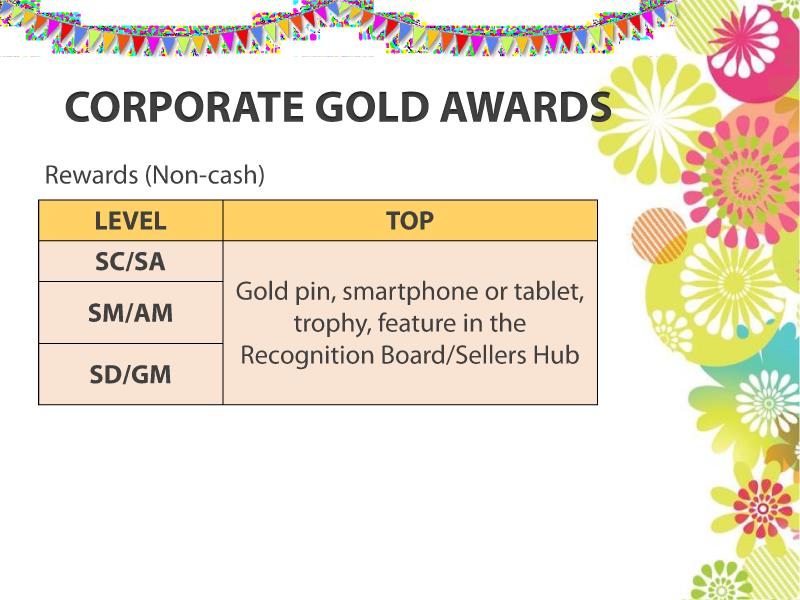 CORPORATE GOLD AWARDS
Rewards (Non-cash)
LEVEL TOP
SC/SA
SM/AM
SD/GM
Gold pin, smartphone or tablet,
trophy, feature in the
Recognition Board/Sellers Hub